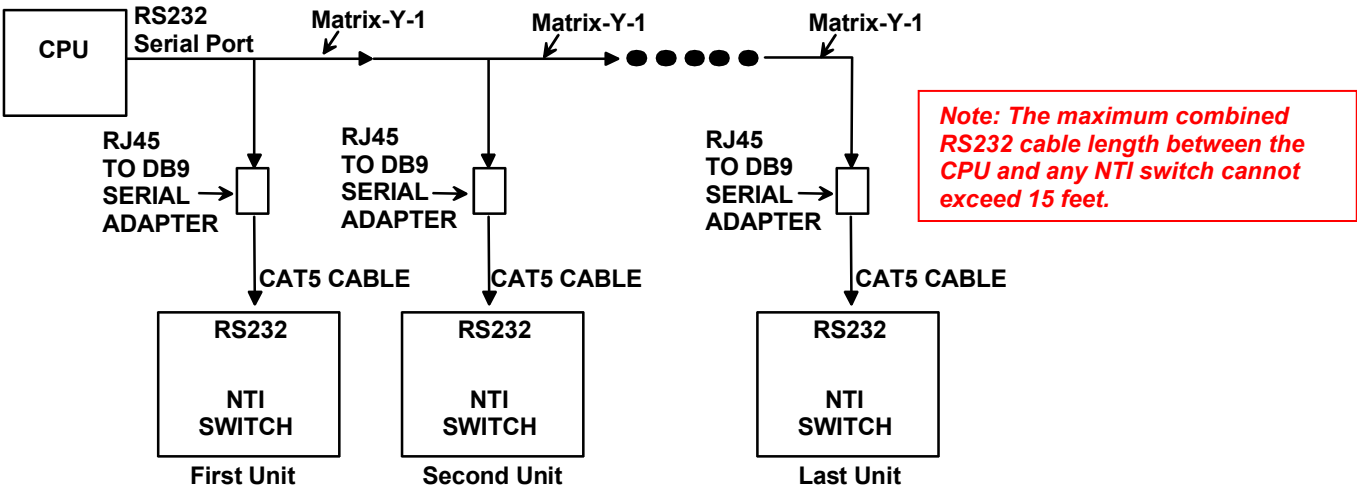 CPU
RS232
Serial Port
Matrix-Y-1
Matrix-Y-1
Matrix-Y-1
Note: The maximum combined
RS232 cable length between the
CPU and any NTI switch cannot
exceed 15 feet.
RJ45
TO DB9
SERIAL
ADAPTER
RJ45
TO DB9
SERIAL
ADAPTER
RJ45
TO DB9
SERIAL
ADAPTER
CAT5 CABLE
CAT5 CABLE
CAT5 CABLE
RS232
NTI
SWITCH
First Unit
RS232
NTI
SWITCH
Second Unit
RS232
NTI
SWITCH
Last Unit